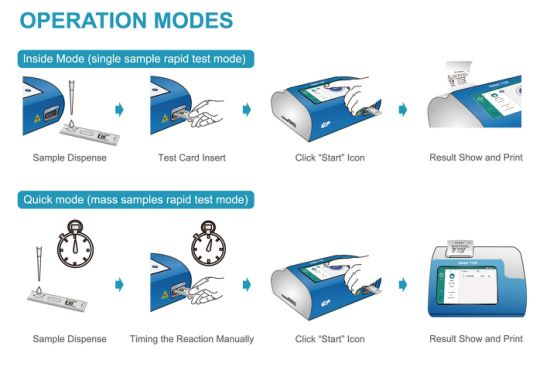 OPERATION MODES
Inside Mode (single sample rapid test mode)
Sample Dispense
Test Card Insert
Click “Start” Icon
Result Show and Print
Quick mode (mass samples rapid test mode)
Sample Dispense
Timing the Reaction Manually
Click “Start” Icon
Result Show and Print